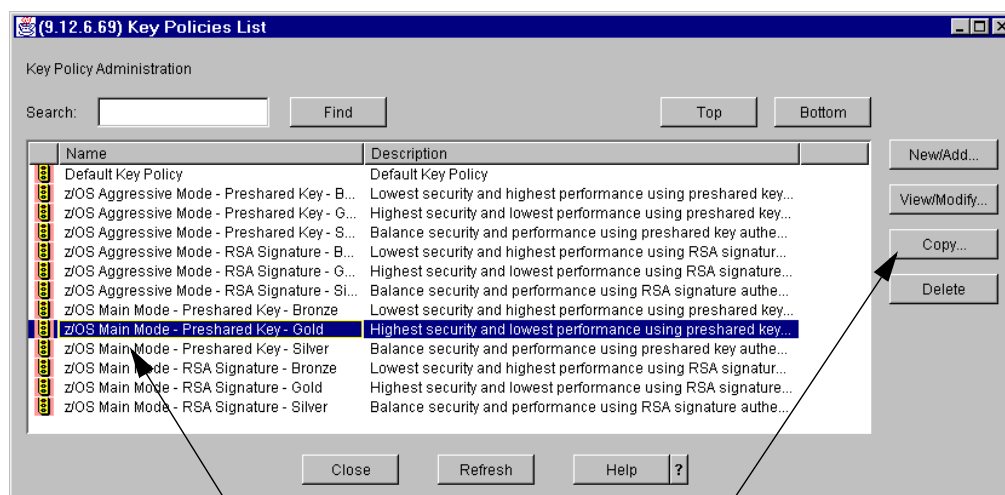 (9.12.6.69) Key Policies List
Key Policy Administration
Search: Find Top Bottom
Name Description
Default Key Policy Default Key Policy
z/OS Aggressive Mode - Preshared Key - B... Lowest security and highest performance using preshared key...
z/OS Aggressive Mode - Preshared Key - G... Highest security and lowest performance using preshared key...
z/OS Aggressive Mode - Preshared Key - S... Balance security and performance using preshared key authe...
z/OS Aggressive Mode - RSA Signature - B... Lowest security and highest performance using RSA signatur...
z/OS Aggressive Mode - RSA Signature - G... Highest security and lowest performance using RSA signature...
z/OS Aggressive Mode - RSA Signature - Si... Balance security and performance using RSA signature authe...
z/OS Main Mode - Preshared Key - Bronze Lowest security and highest performance using preshared key...
z/OS Main Mode - Preshared Key - Gold Highest security and lowest performance using preshared key...
z/OS Main Mode - Preshared Key - Silver Balance security and performance using preshared key authe...
z/OS Main Mode - RSA Signature - Bronze Lowest security and highest performance using RSA signatur...
z/OS Main Mode - RSA Signature - Gold Highest security and lowest performance using RSA signature...
z/OS Main Mode - RSA Signature - Silver Balance security and performance using RSA signature authe...
New/Add...
View/Modify...
Copy...
Delete
Close Refresh Help ?